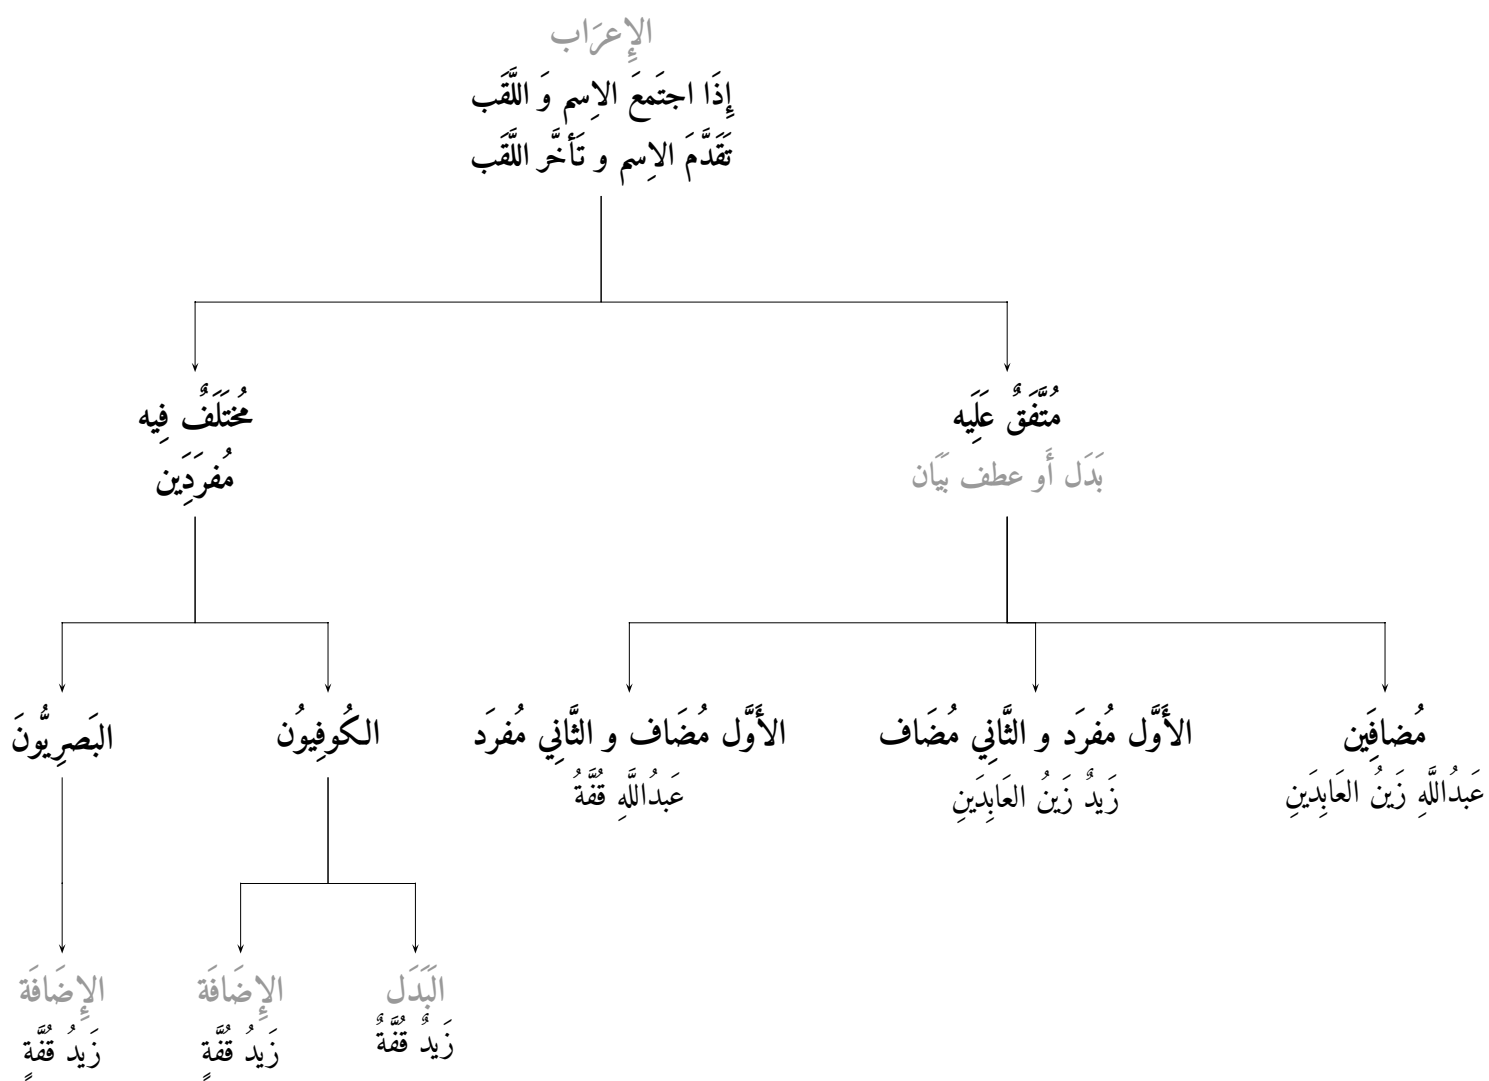 الإِعرَاب
إِذَا اجتَمعَ الاِسم وَ اللَّقَب
تَقَدَّمَ الاِسم و تَأخَّر اللَّقَب
مُتَّفَقٌ عَلَيه
بَدَل أَو عطف بَيَان
مُختَلَفٌ فِيه
مُفرَدَين
مُضافَين
عَبدُاللَّهِ زَينُ العَابِدَينِ
الأَوَّل مُفرَد و الثَّانِي مُضَاف
زَيدٌ زَينُ العَابِدَينِ
الأَوَّل مُضَاف و الثَّانِي مُفرَد
عَبدُاللَّهِ قُفَّةُ
الكُوفِيوُن
البَصرِيُّونَ
البَدَل
زَيدٌ قُفَّةٌ
الإِضَافَة
زَيدُ قُفَّةٍ
الإِضَافَة
زَيدُ قُفَّةٍ